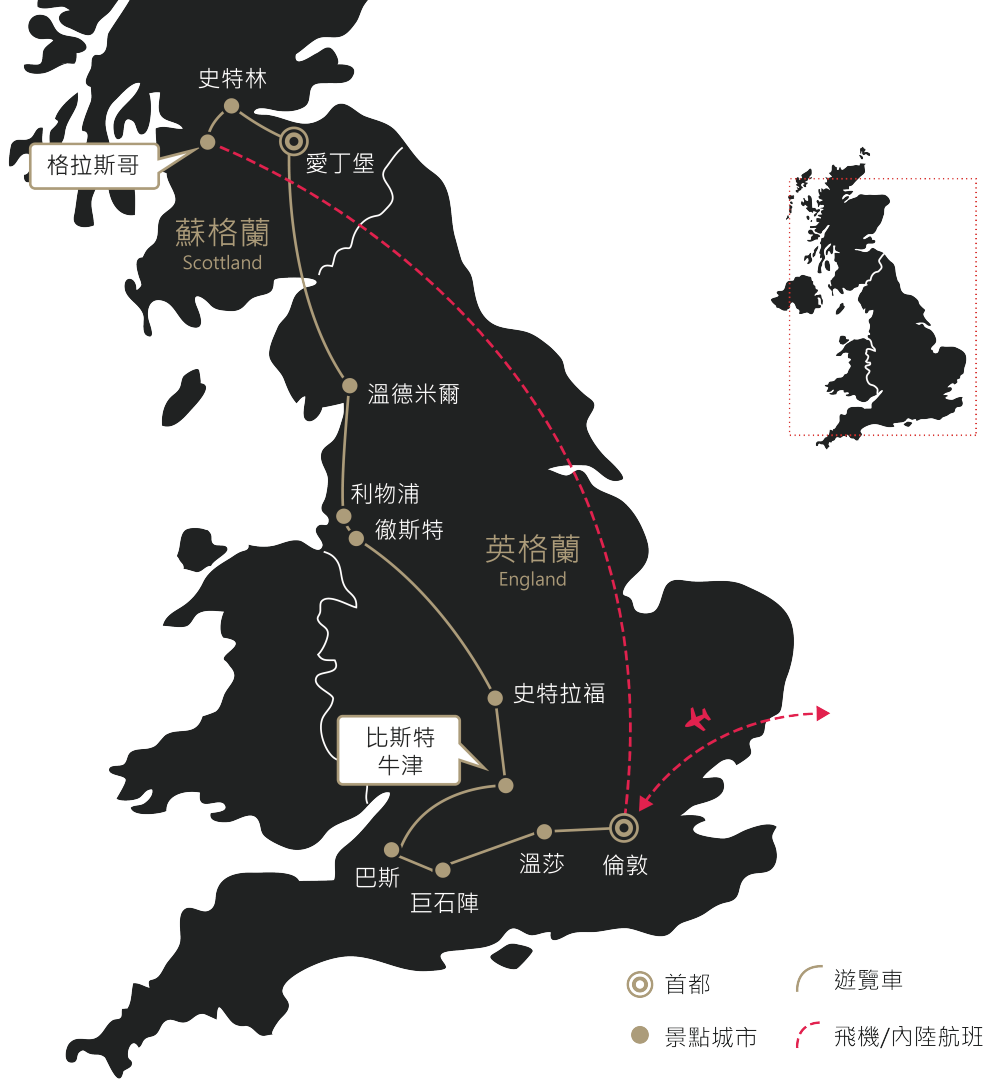 史特林
格拉斯哥
愛丁堡
蘇格蘭
Scottland
溫德米爾
利物浦
徹斯特
英格蘭
England
史特拉福
比斯特
牛津
巴斯
巨石陣
溫莎
倫敦
首都
遊覽車
景點城市
飛機/內陸航班